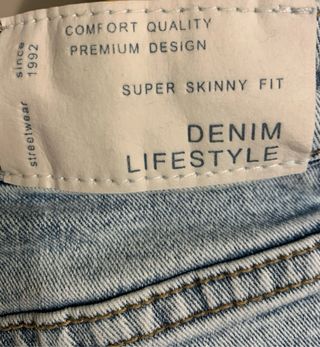 COMFORT QUALITY
PREMIUM DESIGN
streetwear since 1992
SUPER SKINNY FIT
DENIM
LIFESTYLE